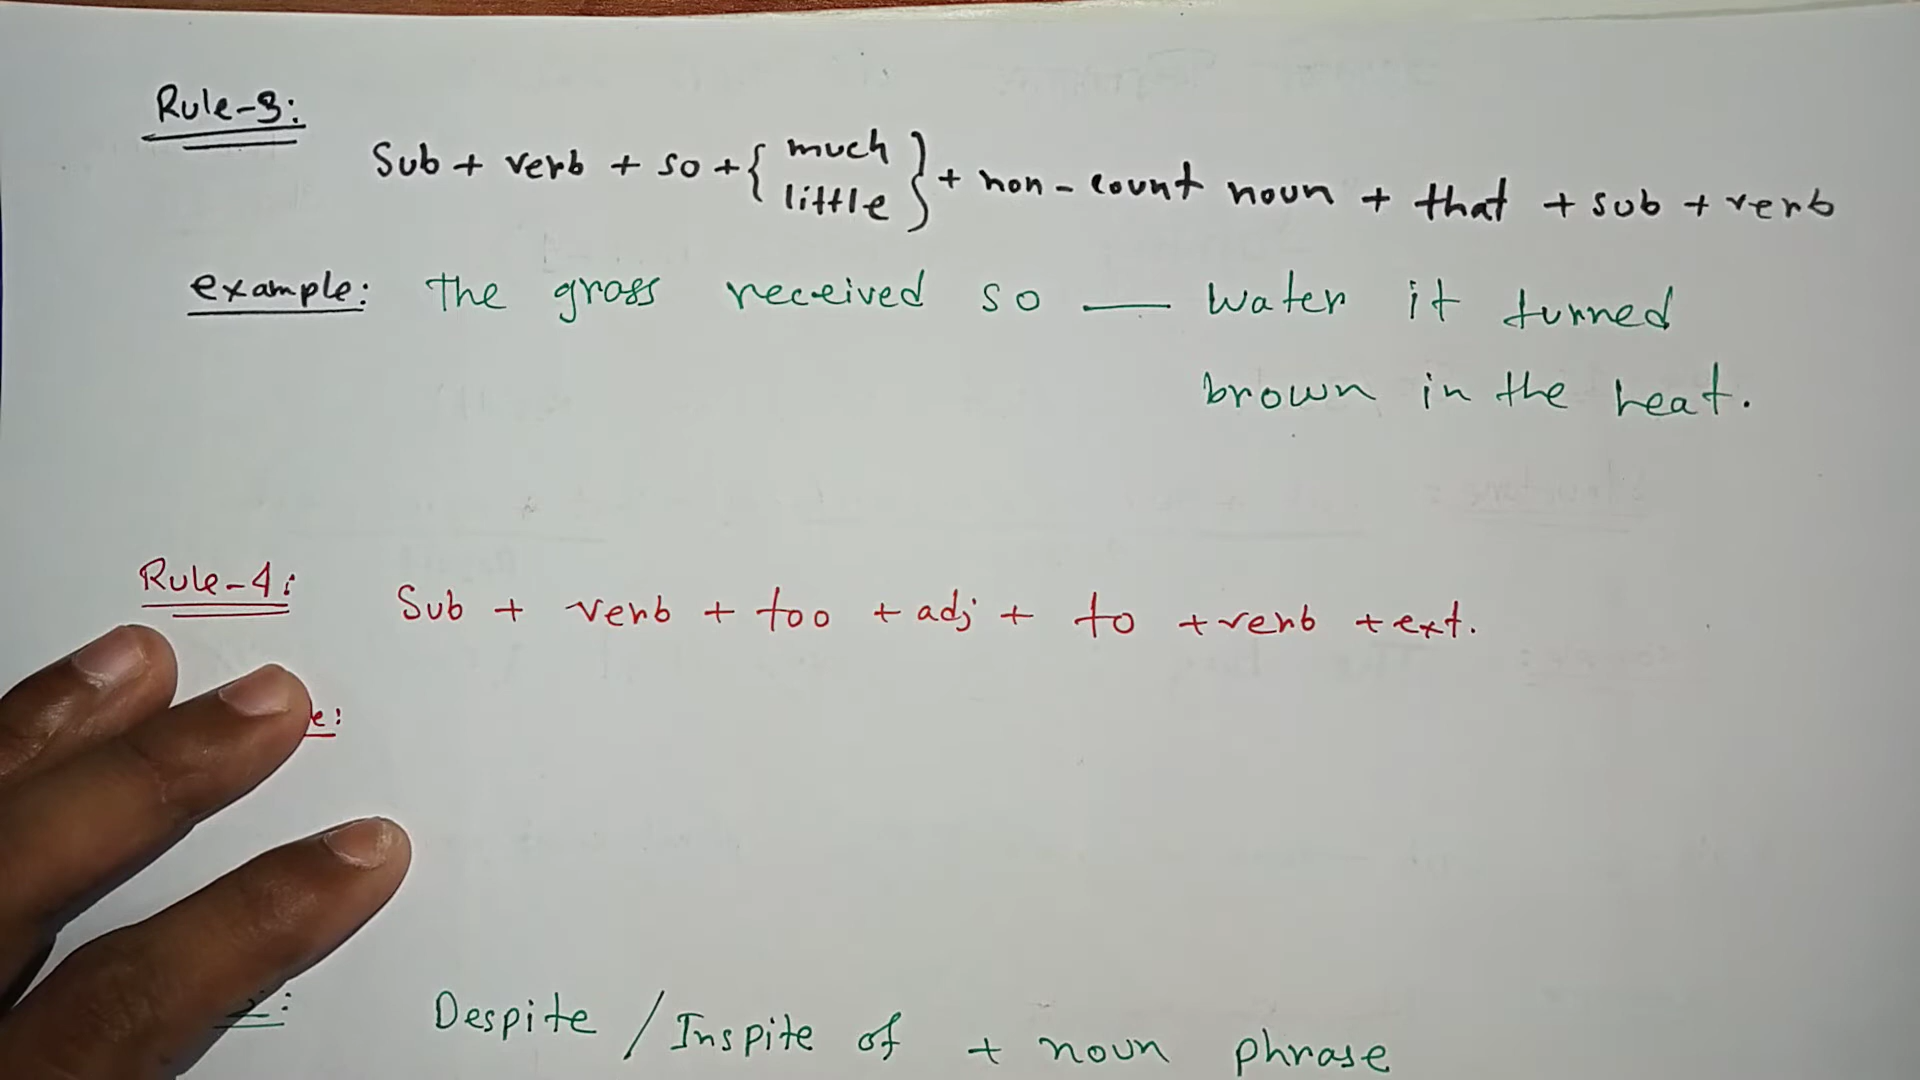 Rule-3:
Sub + verb + so + { much little } + non-count noun + that + sub + verb
example: the grass received so — water it turned
brown in the heat.
Rule-4: Sub + verb + too + adj + to + verb + ext.
Despite / Inspite of + noun phrase